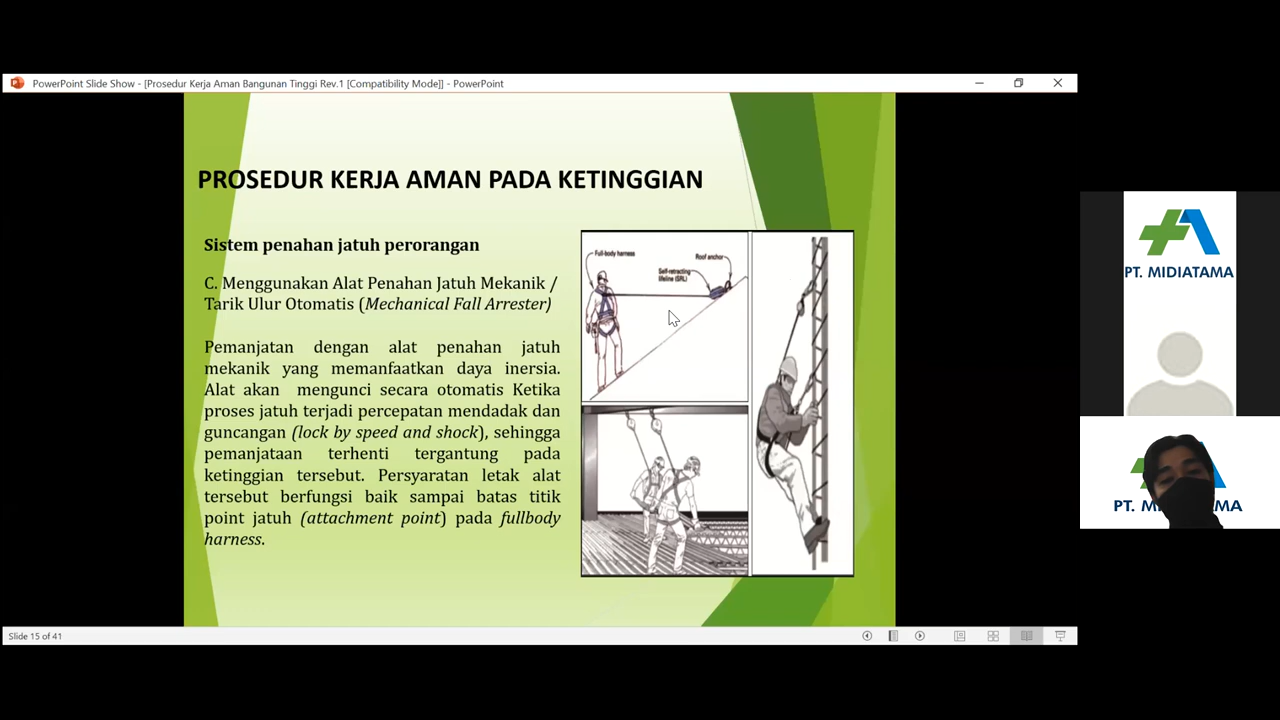 PowerPoint Slide Show - [Prosedur Kerja Aman Bangunan Tinggi Rev.1 [Compatibility Mode]] - PowerPoint
PROSEDUR KERJA AMAN PADA KETINGGIAN
Sistem penahan jatuh perorangan
C. Menggunakan Alat Penahan Jatuh Mekanik /
Tarik Ulur Otomatis (Mechanical Fall Arrester)
Pemanjatan dengan alat penahan jatuh
mekanik yang memanfaatkan daya inersia.
Alat akan mengunci secara otomatis Ketika
proses jatuh terjadi percepatan mendadak dan
guncangan (lock by speed and shock), sehingga
pemanjataan terhenti tergantung pada
ketinggian tersebut. Persyaratan letak alat
tersebut berfungsi baik sampai batas titik
point jatuh (attachment point) pada fullbody
harness.
Full-body harness
Roof anchor
Self-retracting
lifeline (SRL)
PT. MIDIATAMA
Slide 15 of 41